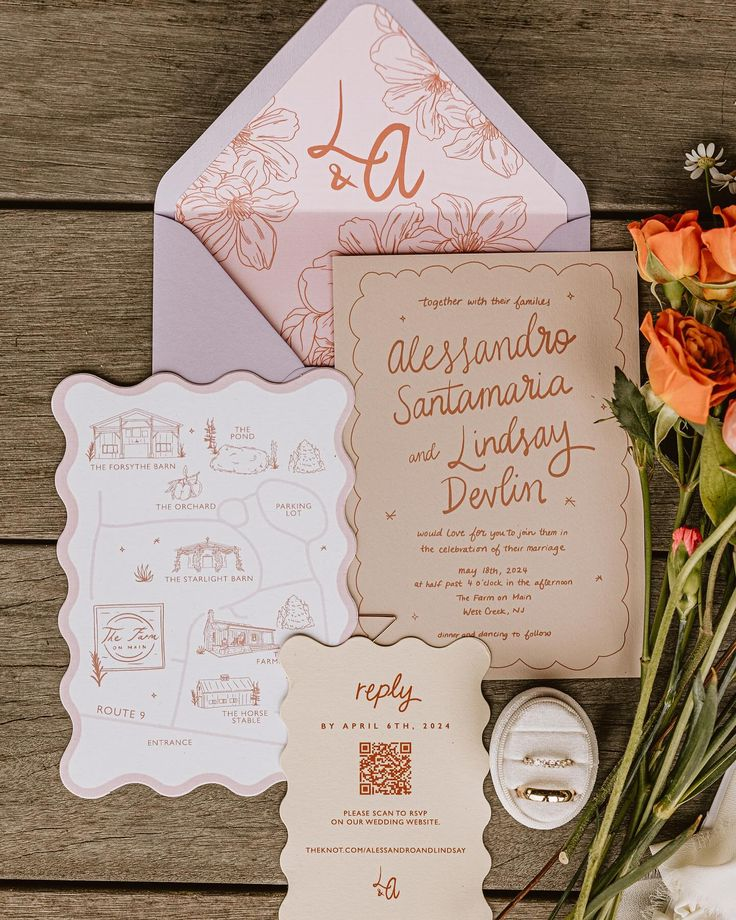 L
& a
together with their families
Alessandro
Santamaria
and Lindsay
Devlin
would love for you to join them in
the celebration of their marriage
may 18th, 2024
at half past 4 o'clock in the afternoon
The Farm on Main
West Creek, NJ
dinner and dancing to follow
THE FORSYTHE BARN
THE
POND
THE ORCHARD
PARKING
LOT
THE STARLIGHT BARN
The Farm
ON MAIN
THE
ROUTE 9
THE HORSE
STABLE
ENTRANCE
reply
BY APRIL 6TH, 2024
PLEASE SCAN TO RSVP
ON OUR WEDDING WEBSITE.
THEKNOT.COM/ALESSANDROANDLINDSAY
L
& a